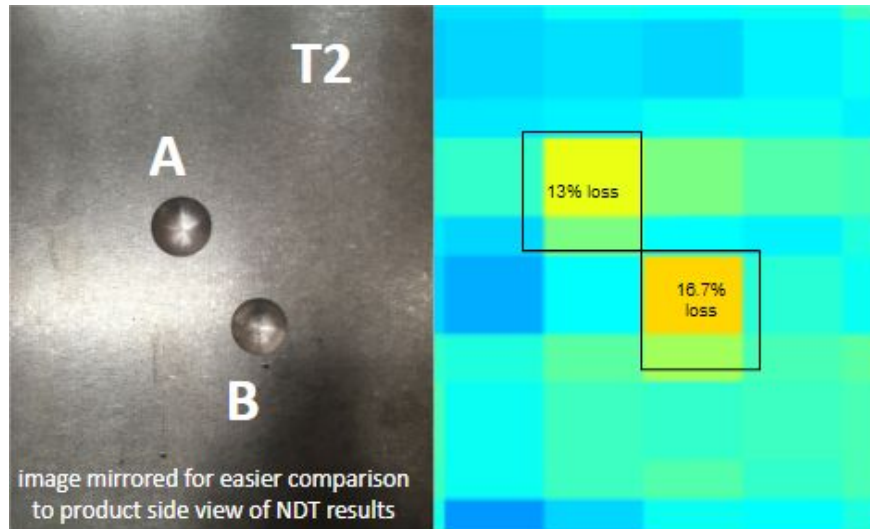 T2
A
B
image mirrored for easier comparison
to product side view of NDT results
13% loss
16.7%
loss